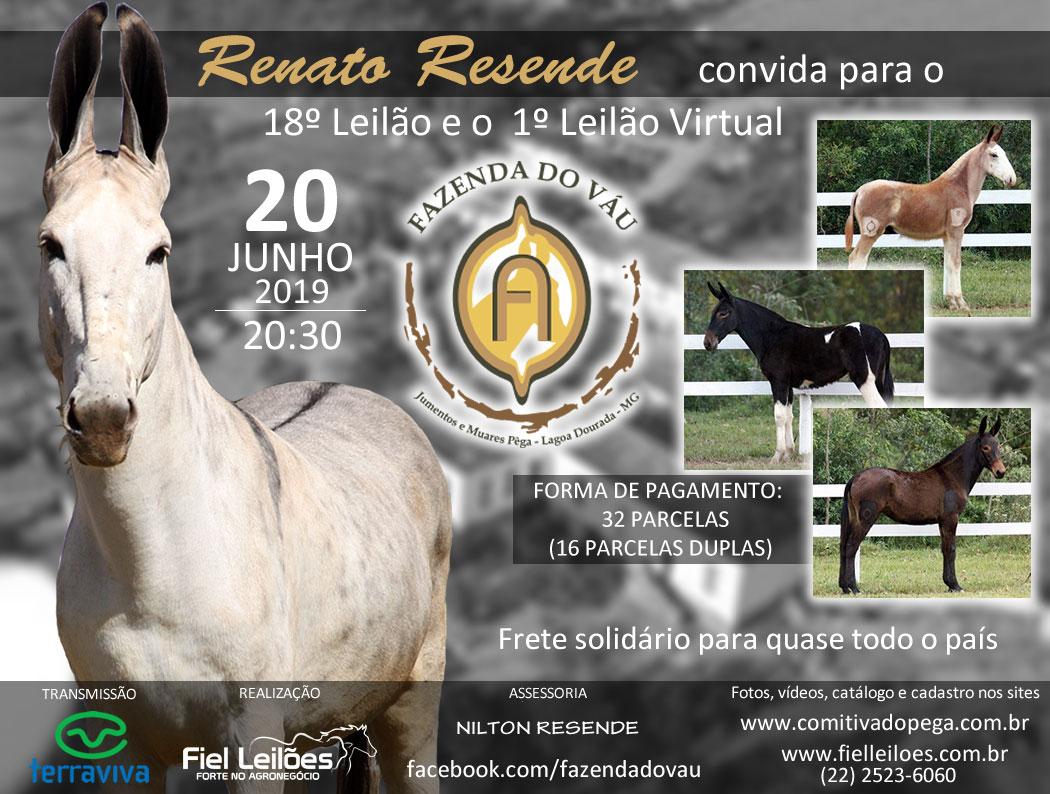 Renato Resende convida para o
18º Leilão e o 1º Leilão Virtual
20
JUNHO
2019
20:30
FAZENDA DO VÁU
A
Jumentos e Muares Pêga - Lagoa Dourada - MG
FORMA DE PAGAMENTO:
32 PARCELAS
(16 PARCELAS DUPLAS)
Frete solidário para quase todo o país
TRANSMISSÃO
terraviva
REALIZAÇÃO
Fiel Leilões
FORTE NO AGRONEGÓCIO
ASSESSORIA
NILTON RESENDE
facebook.com/fazendadovau
Fotos, vídeos, catálogo e cadastro nos sites
www.comitivadopega.com.br
www.fielleiloes.com.br
(22) 2523-6060